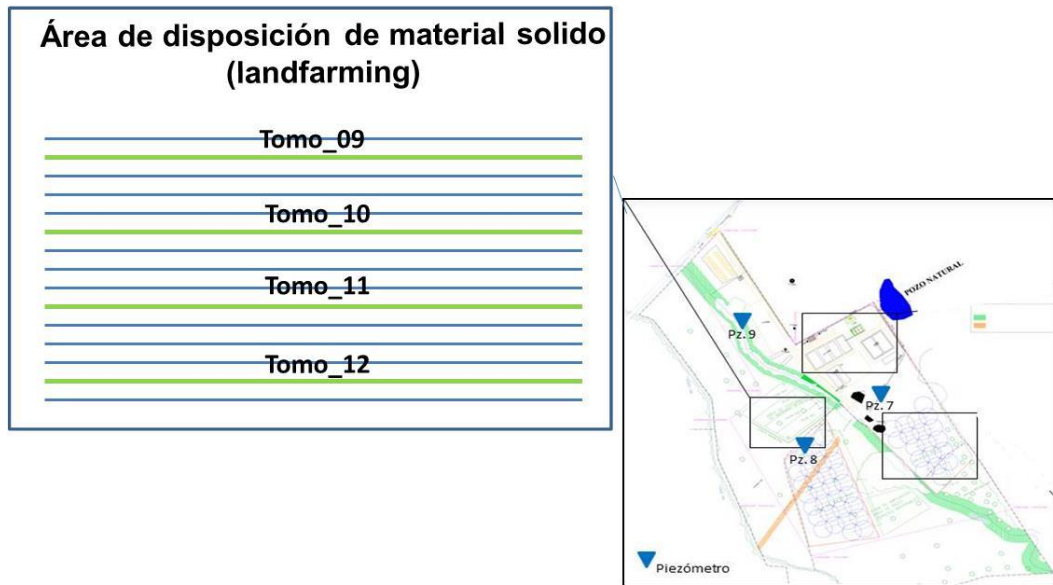 Área de disposición de material solido
(landfarming)
Tomo_09
Tomo_10
Tomo_11
Tomo_12
POZO NATURAL
Pz. 9
Pz. 7
Pz. 8
Piezómetro